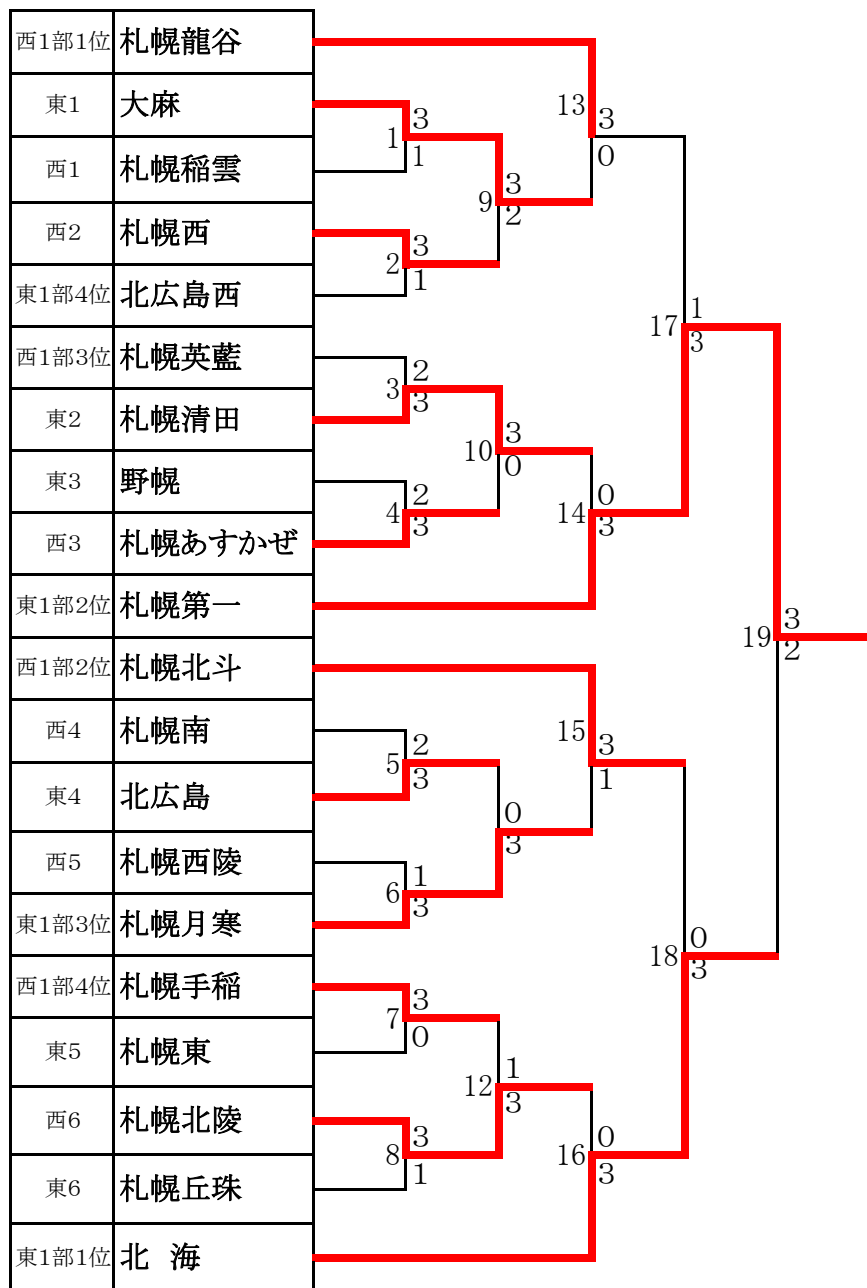 西1部1位 札幌龍谷
東1 大麻
西1 札幌稲雲
西2 札幌西
東1部4位 北広島西
西1部3位 札幌英藍
東2 札幌清田
東3 野幌
西3 札幌あすかぜ
東1部2位 札幌第一
西1部2位 札幌北斗
西4 札幌南
東4 北広島
西5 札幌西陵
東1部3位 札幌月寒
西1部4位 札幌手稲
東5 札幌東
西6 札幌北陵
東6 札幌丘珠
東1部1位 北 海
1 3 1
2 3 1
3 2 3
4 2 3
5 2 3
6 1 3
7 3 0
8 3 1
9 3 2
10 3 0
0 3
12 1 3
13 3 0
14 0 3
15 3 1
16 0 3
17 1 3
18 0 3
19 3 2